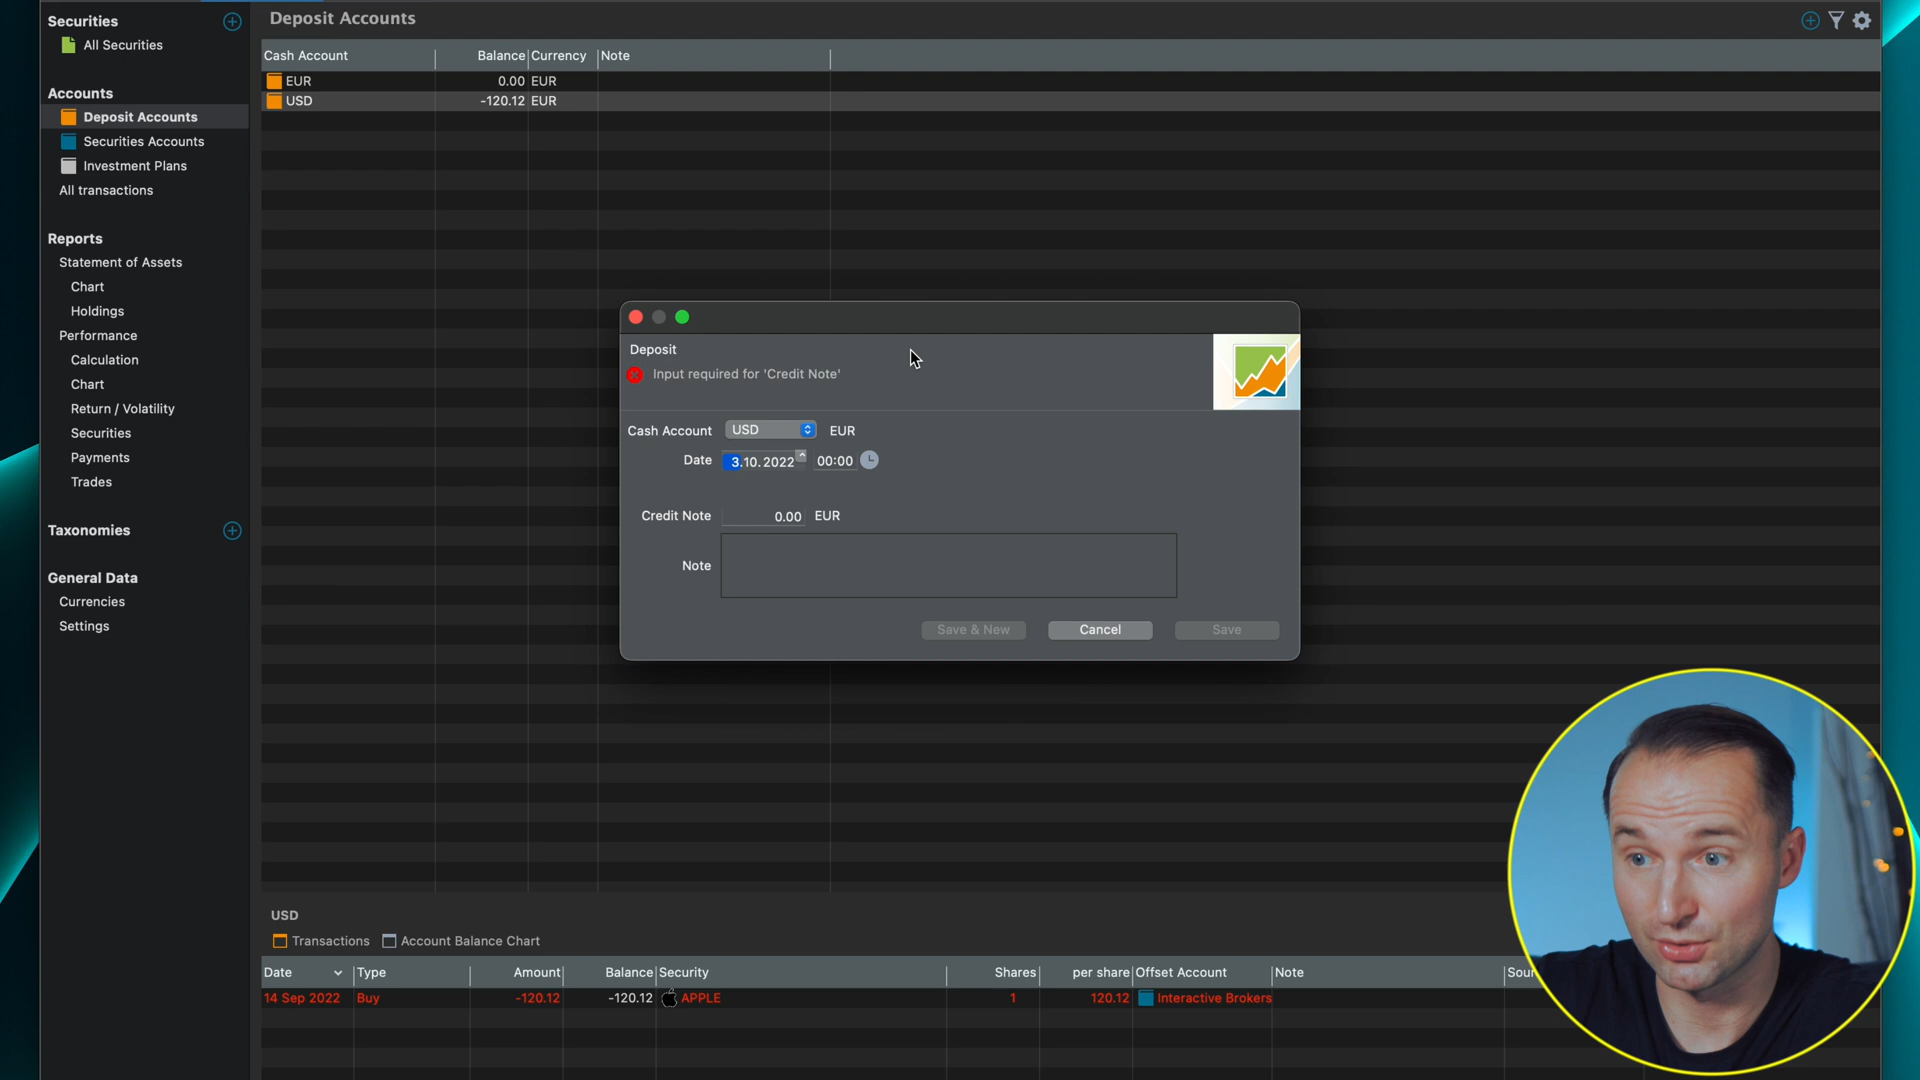 Securities
All Securities
Accounts
Deposit Accounts
Securities Accounts
Investment Plans
All transactions
Reports
Statement of Assets
Chart
Holdings
Performance
Calculation
Chart
Return / Volatility
Securities
Payments
Trades
Taxonomies
General Data
Currencies
Settings
Deposit Accounts
Cash Account Balance Currency Note
EUR 0.00 EUR
USD -120.12 EUR
Deposit
Input required for 'Credit Note'
Cash Account USD EUR
Date 3.10.2022 00:00
Credit Note 0.00 EUR
Note
Save & New Cancel Save
USD
Transactions Account Balance Chart
Date Type Amount Balance Security Shares per share Offset Account Note
14 Sep 2022 Buy -120.12 -120.12 APPLE 1 120.12 Interactive Brokers